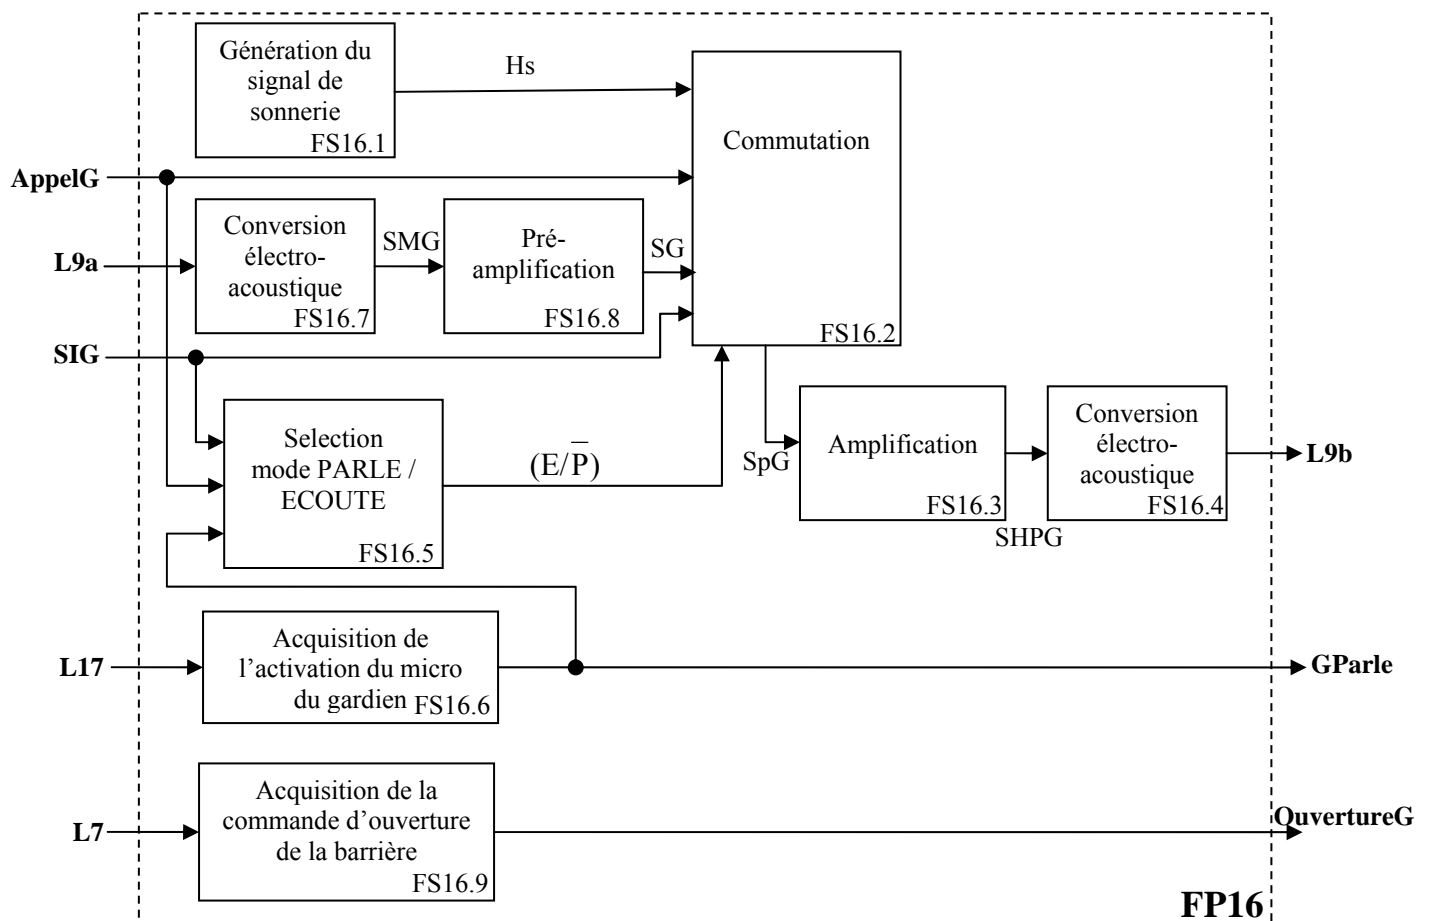 Génération du
signal de
sonnerie
FS16.1
Hs
Commutation
FS16.2
AppelG
L9a
Conversion
électro-
acoustique
FS16.7
SMG
Pré-
amplification
FS16.8
SG
SIG
Selection
mode PARLE /
ECOUTE
FS16.5
(E/P̅)
SpG
Amplification
FS16.3
SHPG
Conversion
électro-
acoustique
FS16.4
L9b
L17
Acquisition de
l’activation du micro
du gardien
FS16.6
GParle
L7
Acquisition de la
commande d’ouverture
de la barrière
FS16.9
OuvertureG
FP16